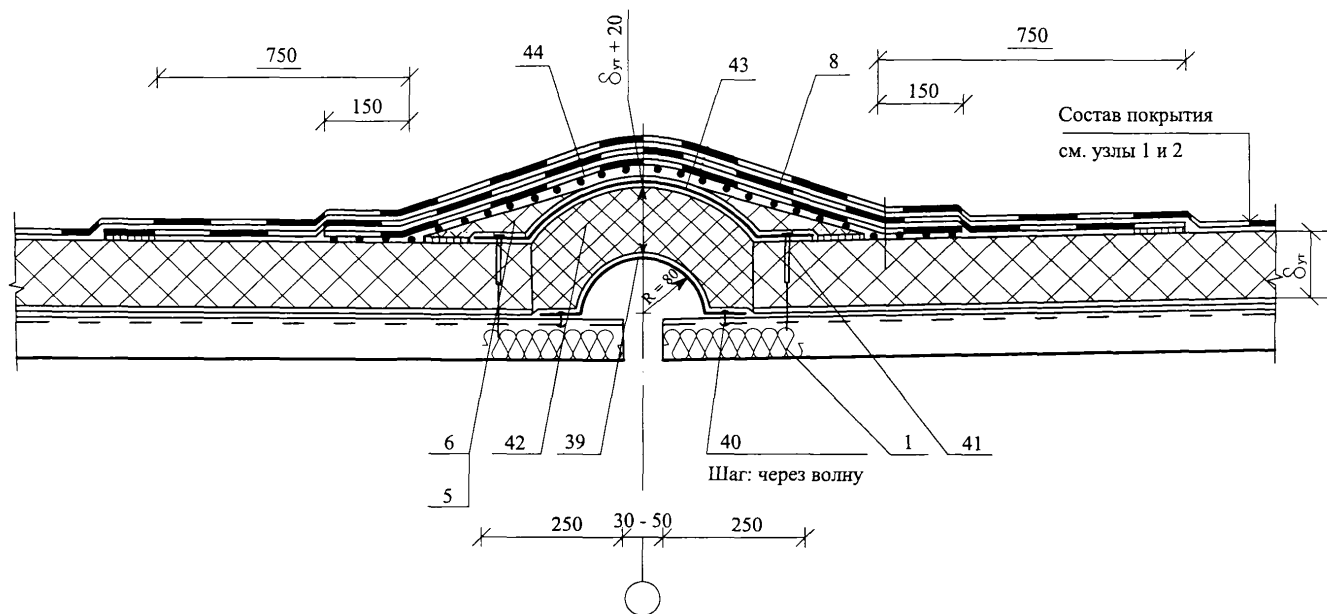 750
44
δут + 20
43
8
750
150
150
Состав покрытия
см. узлы 1 и 2
R = 80
δут
6
42
39
40
1
41
Шаг: через волну
5
250
30 - 50
250